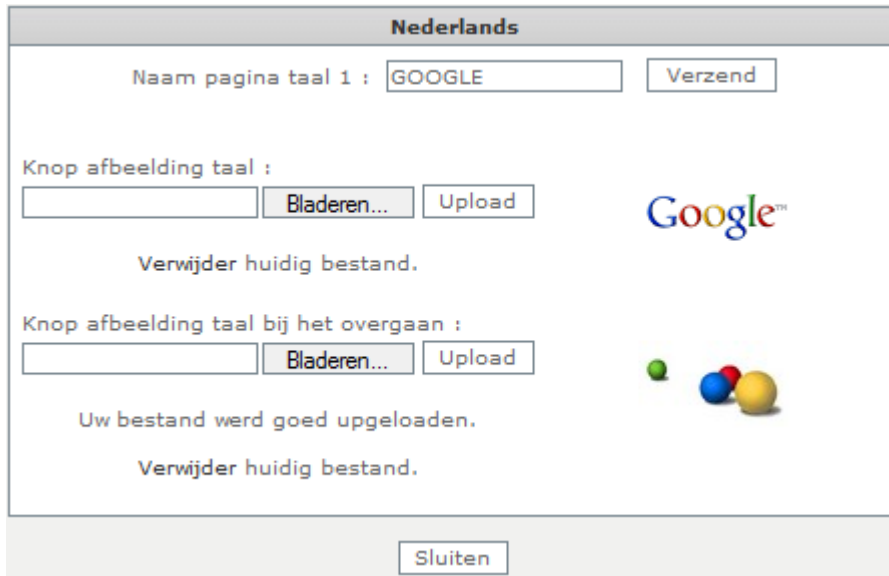 Nederlands
Naam pagina taal 1 : GOOGLE Verzend
Knop afbeelding taal :
Bladeren... Upload
Google™
Verwijder huidig bestand.
Knop afbeelding taal bij het overgaan :
Bladeren... Upload
Uw bestand werd goed upgeloaden.
Verwijder huidig bestand.
Sluiten